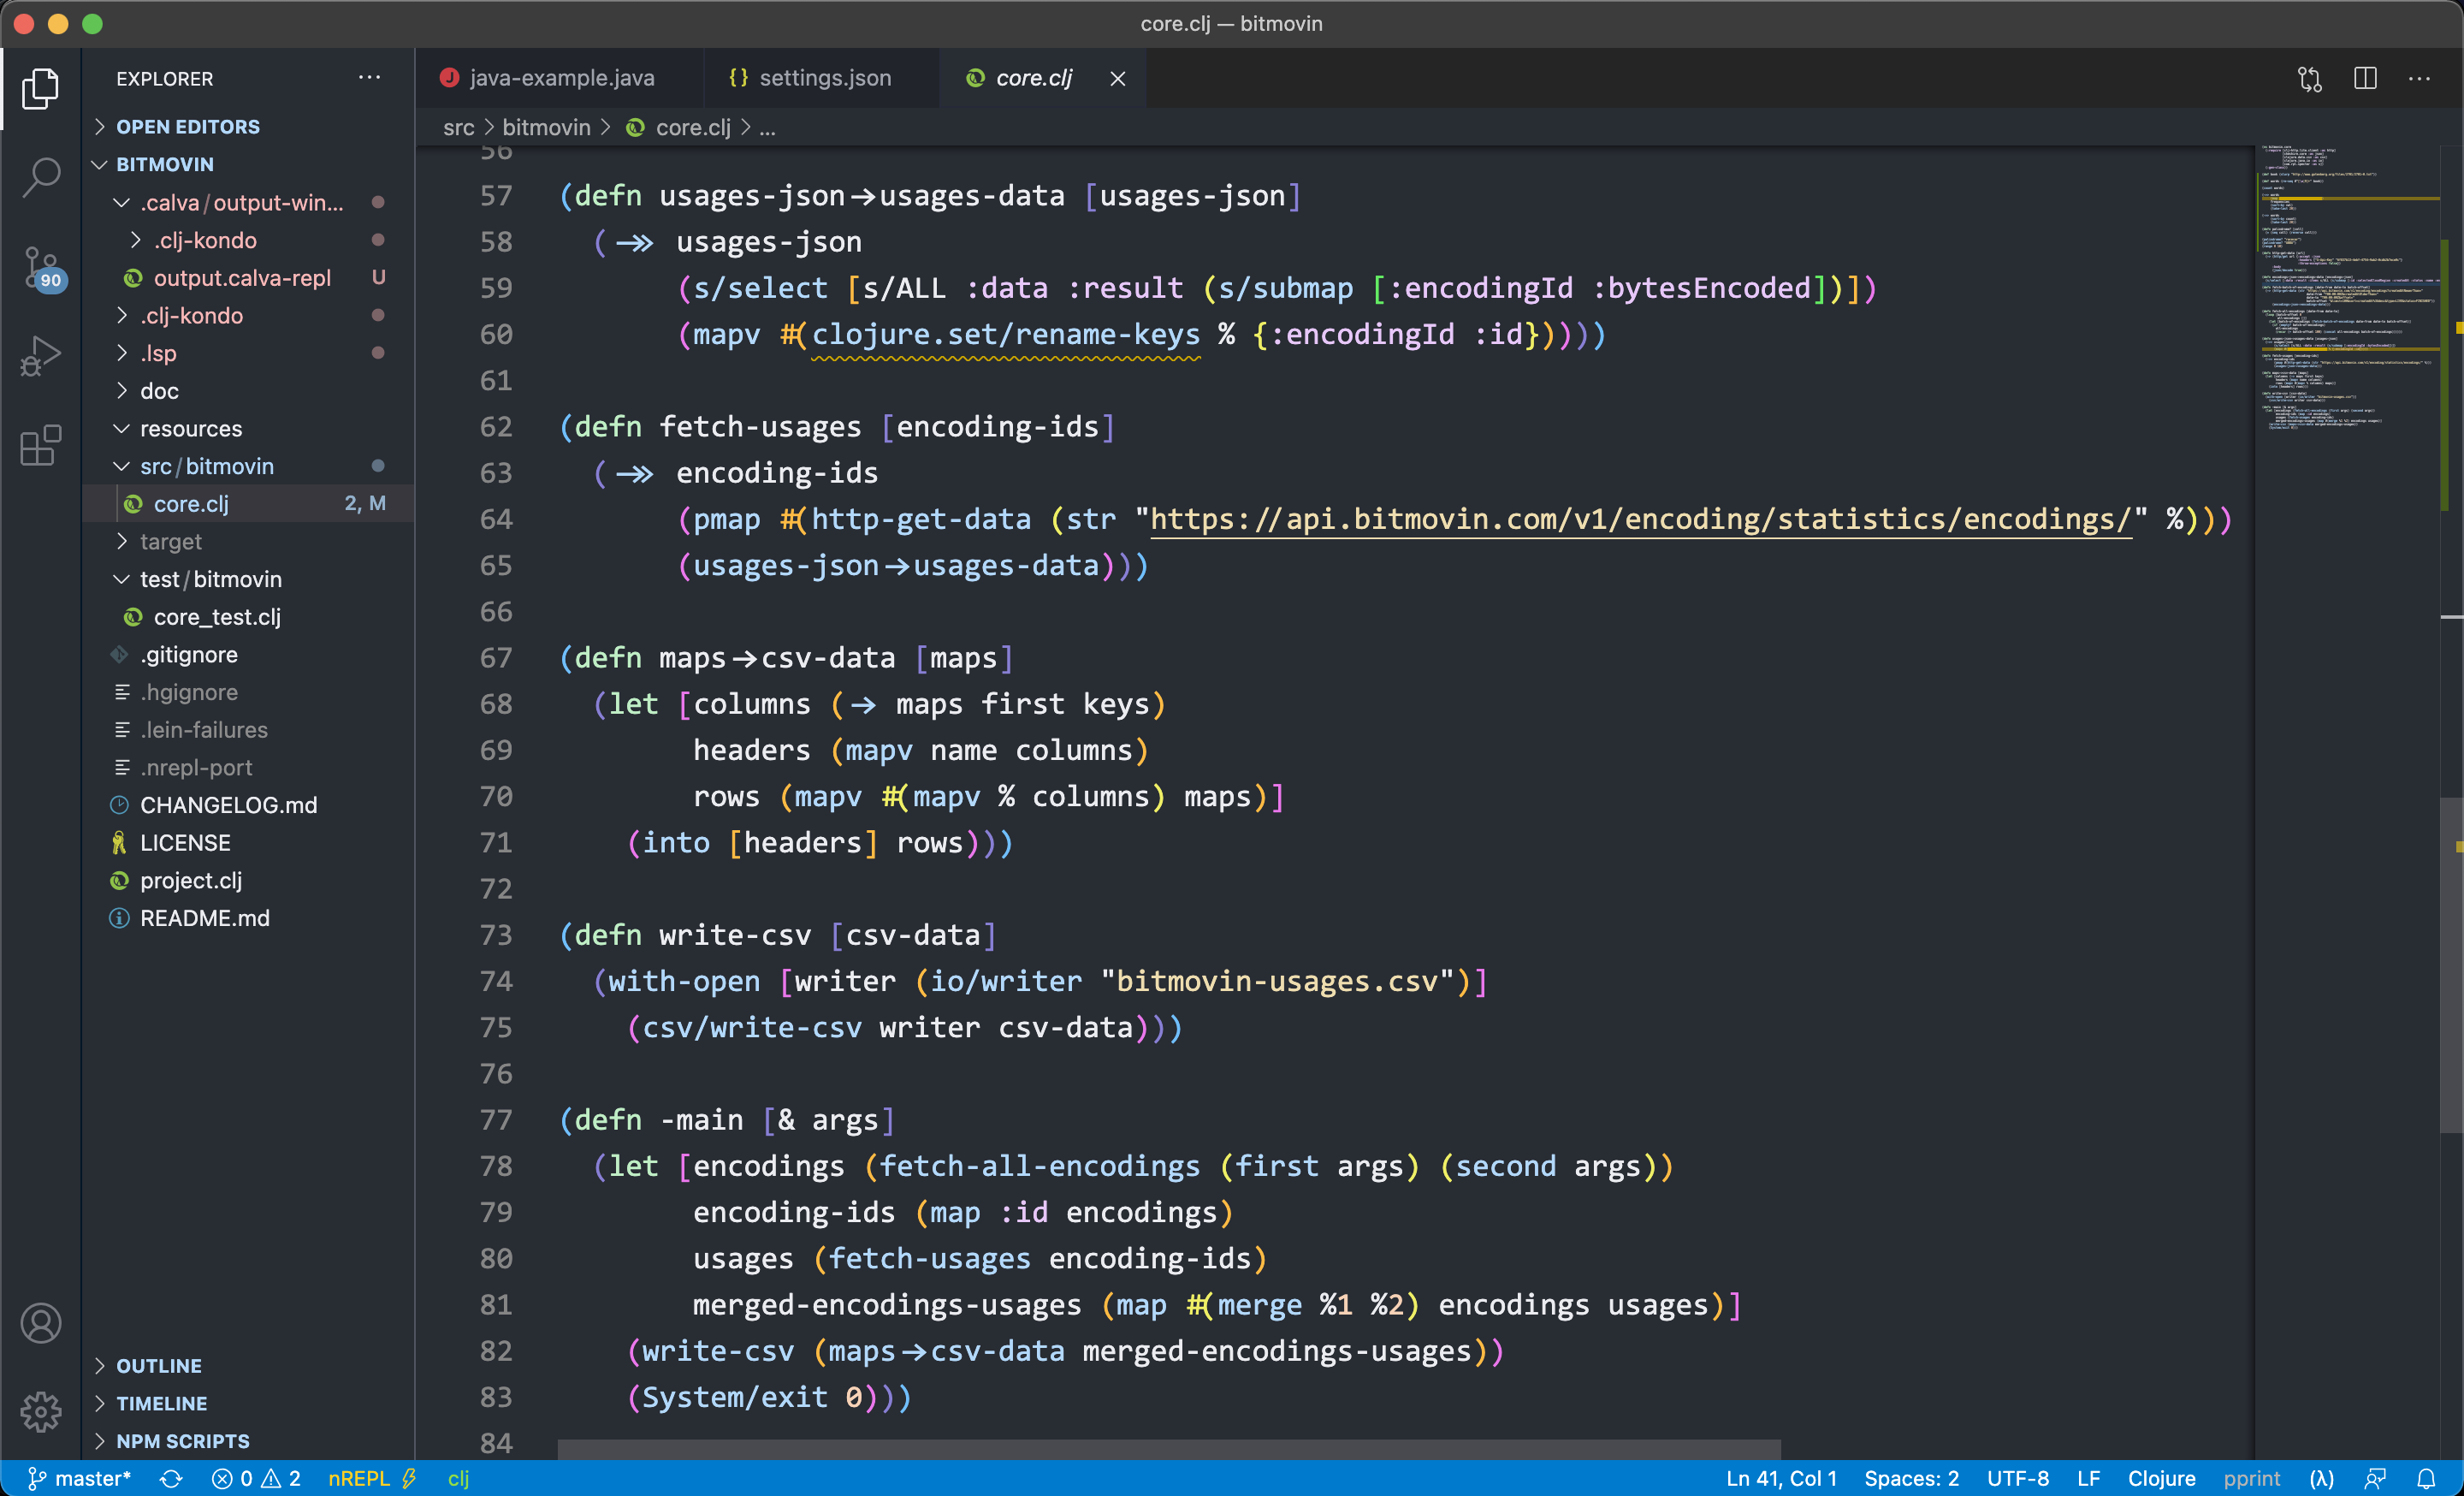 core.clj — bitmovin
EXPLORER
OPEN EDITORS
BITMOVIN
.calva/output-win...
.clj-kondo
output.calva-repl U
.clj-kondo
.lsp
doc
resources
src/bitmovin
core.clj 2, M
target
test/bitmovin
core_test.clj
.gitignore
.hgignore
.lein-failures
.nrepl-port
CHANGELOG.md
LICENSE
project.clj
README.md
OUTLINE
TIMELINE
NPM SCRIPTS
90
java-example.java {} settings.json core.clj
src > bitmovin > core.clj > ...
56
57 (defn usages-json->usages-data [usages-json]
58 (->> usages-json
59 (s/select [s/ALL :data :result (s/submap [:encodingId :bytesEncoded])])
60 (mapv #(clojure.set/rename-keys % {:encodingId :id}))))
61
62 (defn fetch-usages [encoding-ids]
63 (->> encoding-ids
64 (pmap #(http-get-data (str "https://api.bitmovin.com/v1/encoding/statistics/encodings/" %)))
65 (usages-json->usages-data)))
66
67 (defn maps->csv-data [maps]
68 (let [columns (-> maps first keys)
69 headers (mapv name columns)
70 rows (mapv #(mapv % columns) maps)]
71 (into [headers] rows)))
72
73 (defn write-csv [csv-data]
74 (with-open [writer (io/writer "bitmovin-usages.csv")]
75 (csv/write-csv writer csv-data)))
76
77 (defn -main [& args]
78 (let [encodings (fetch-all-encodings (first args) (second args))
79 encoding-ids (map :id encodings)
80 usages (fetch-usages encoding-ids)
81 merged-encodings-usages (map #(merge %1 %2) encodings usages)]
82 (write-csv (maps->csv-data merged-encodings-usages))
83 (System/exit 0)))
84
master* 0 2 nREPL clj Ln 41, Col 1 Spaces: 2 UTF-8 LF Clojure pprint (λ)